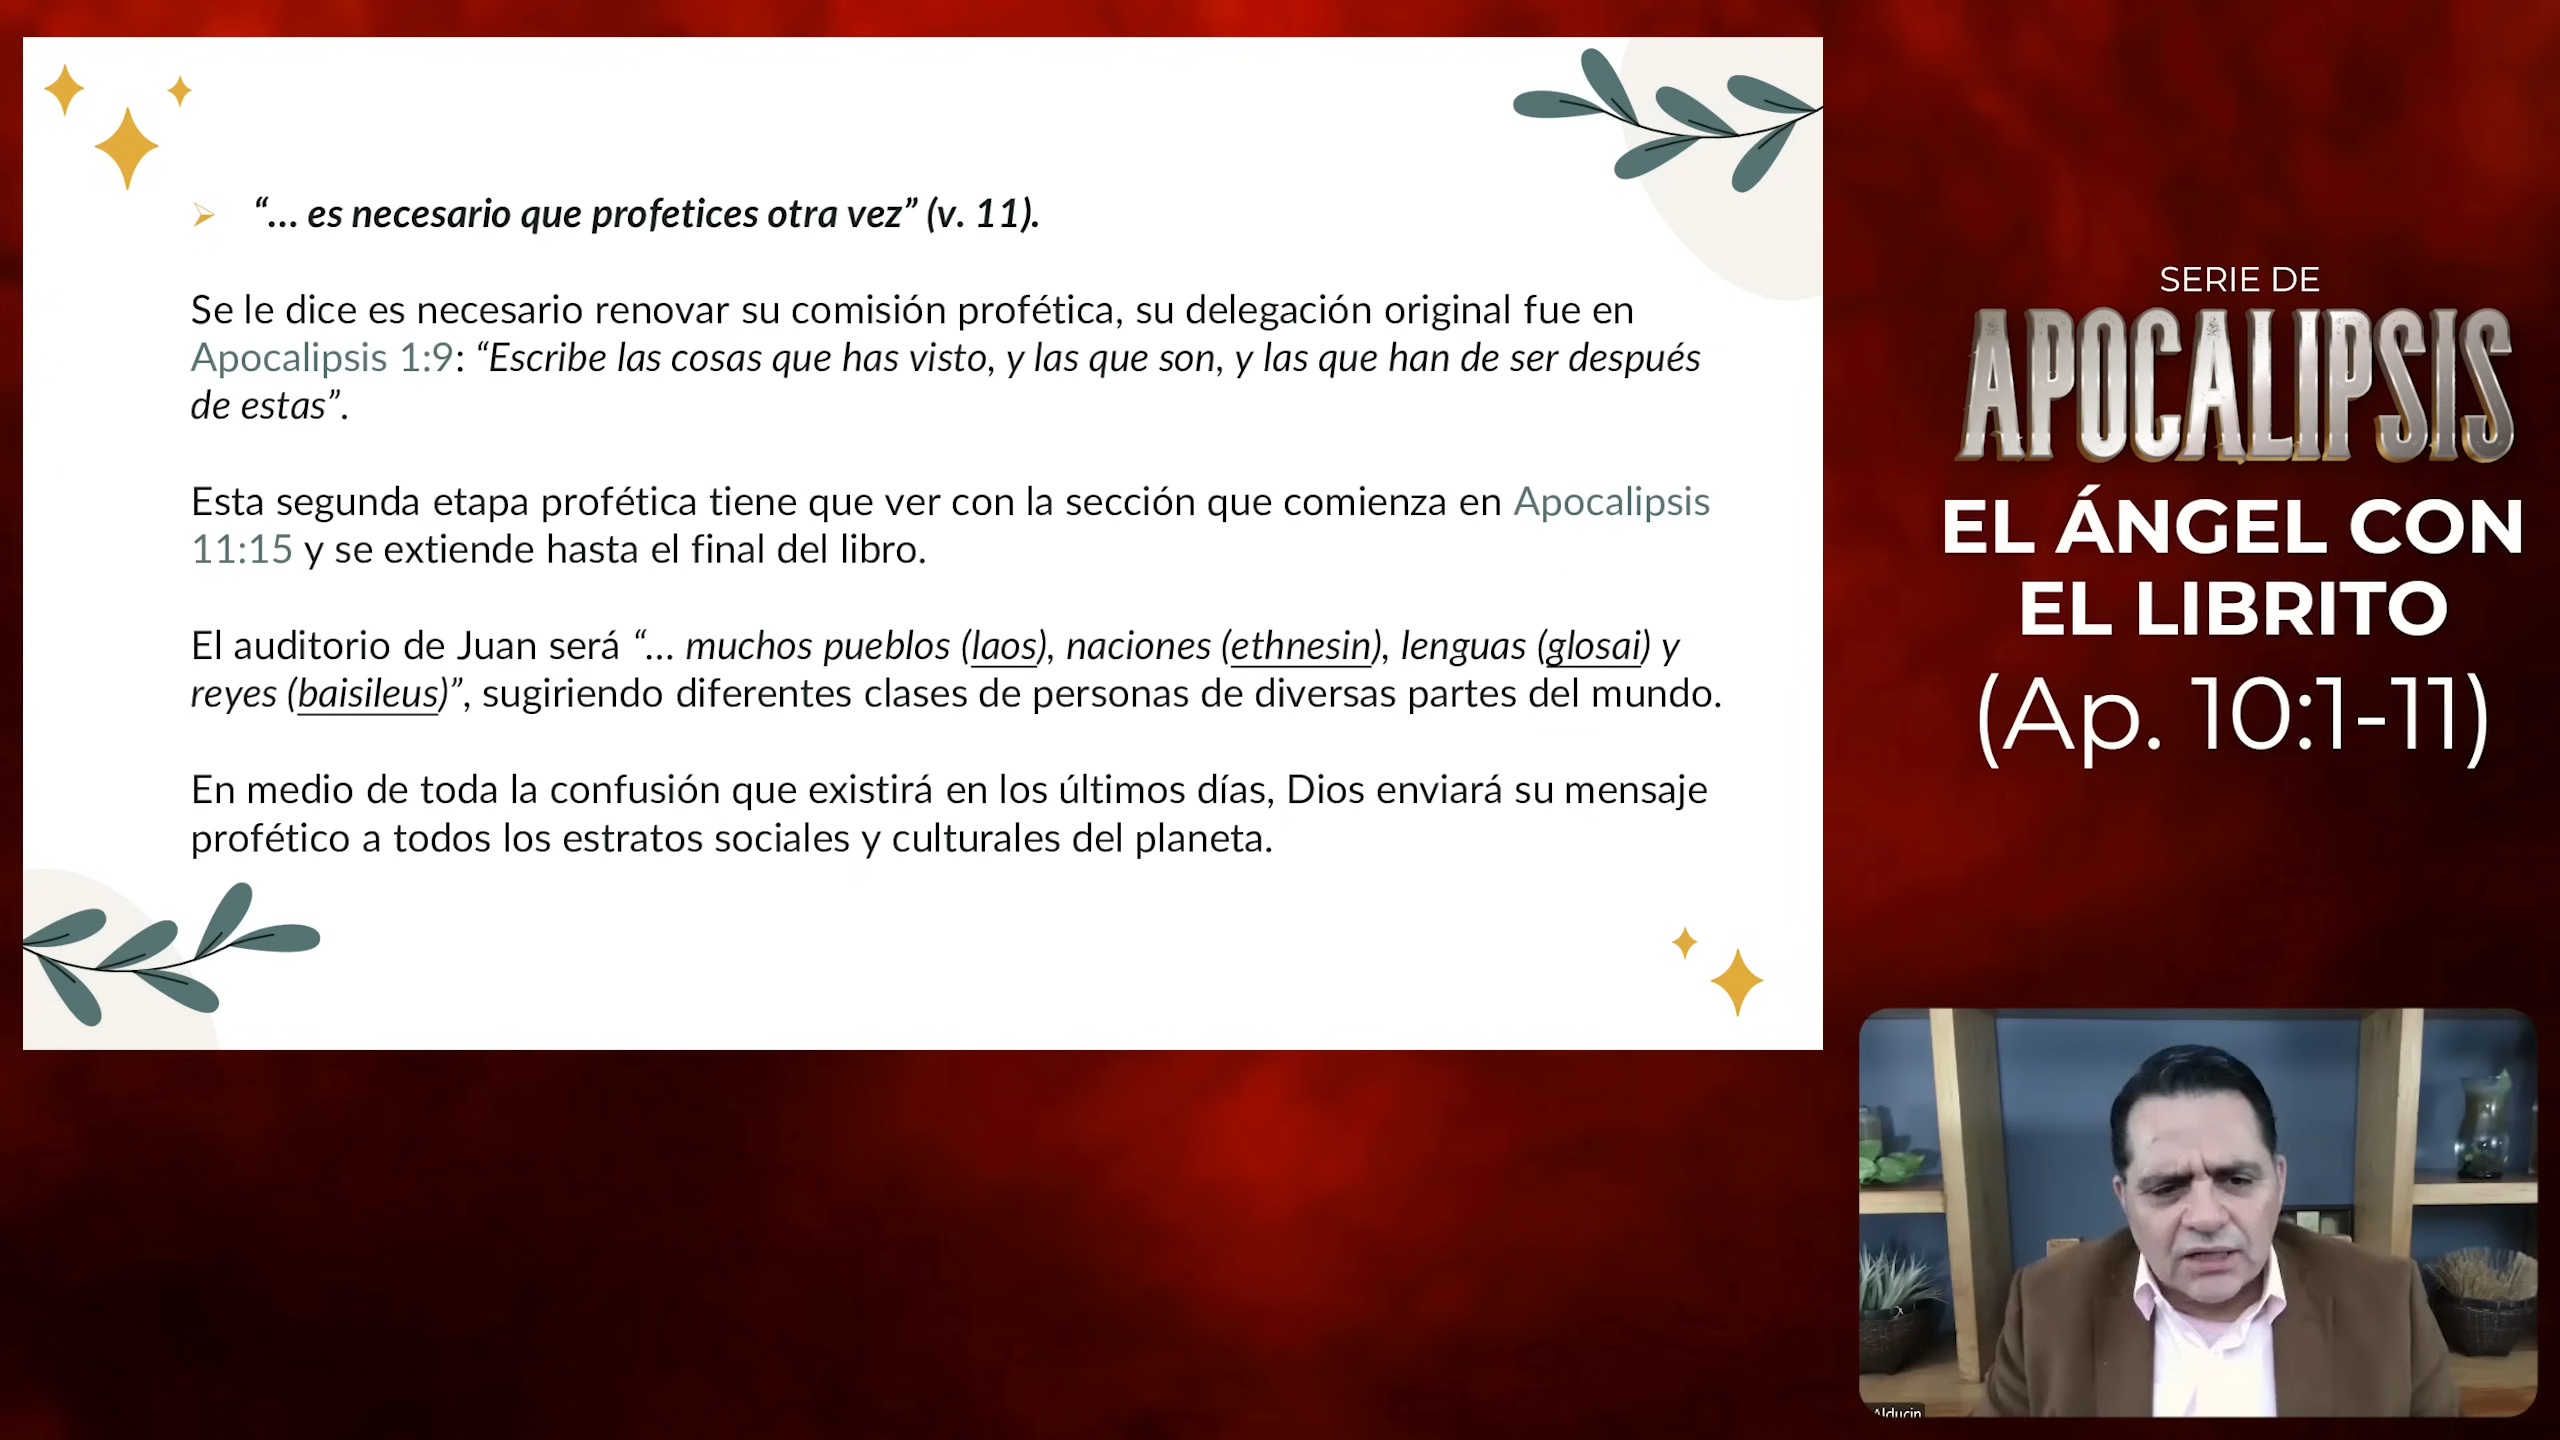 “... es necesario que profetices otra vez” (v. 11).
Se le dice es necesario renovar su comisión profética, su delegación original fue en
Apocalipsis 1:9: “Escribe las cosas que has visto, y las que son, y las que han de ser después
de estas”.
Esta segunda etapa profética tiene que ver con la sección que comienza en Apocalipsis
11:15 y se extiende hasta el final del libro.
El auditorio de Juan será “... muchos pueblos (laos), naciones (ethnesin), lenguas (glosai) y
reyes (baisileus)”, sugiriendo diferentes clases de personas de diversas partes del mundo.
En medio de toda la confusión que existirá en los últimos días, Dios enviará su mensaje
profético a todos los estratos sociales y culturales del planeta.
SERIE DE
APOCALIPSIS
EL ÁNGEL CON
EL LIBRITO
(Ap. 10:1-11)
Alducin